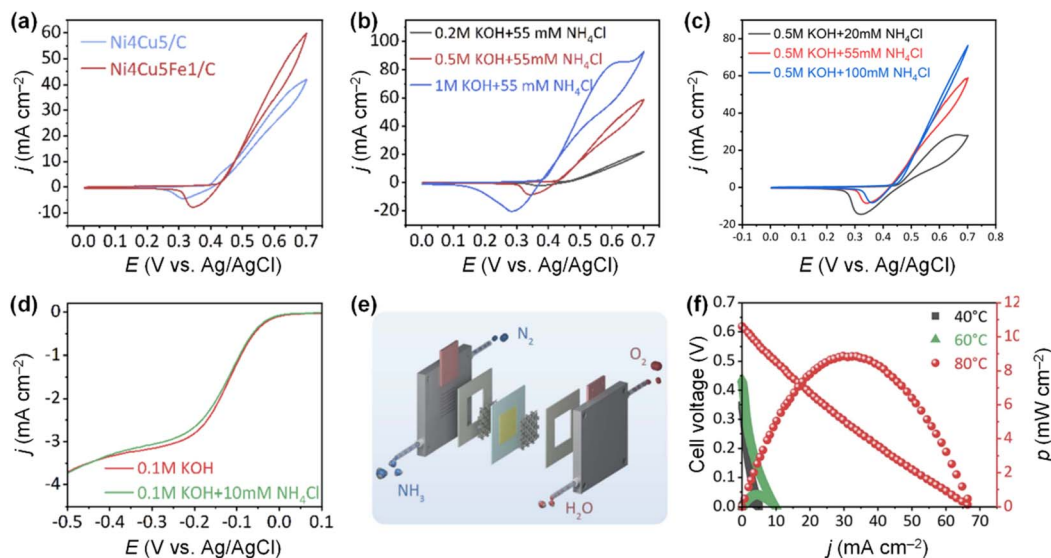 (a)
Ni4Cu5/C
Ni4Cu5Fe1/C
j (mA cm⁻²)
60
50
40
30
20
10
0
-10
0.0 0.1 0.2 0.3 0.4 0.5 0.6 0.7
E (V vs. Ag/AgCl)
(b)
0.2M KOH+55 mM NH₄Cl
0.5M KOH+55mM NH₄Cl
1M KOH+55 mM NH₄Cl
j (mA cm⁻²)
100
80
60
40
20
0
-20
0.0 0.1 0.2 0.3 0.4 0.5 0.6 0.7
E (V vs. Ag/AgCl)
(c)
0.5M KOH+20mM NH₄Cl
0.5M KOH+55mM NH₄Cl
0.5M KOH+100mM NH₄Cl
j (mA cm⁻²)
80
60
40
20
0
-20
-0.1 0.0 0.1 0.2 0.3 0.4 0.5 0.6 0.7 0.8
E (V vs. Ag/AgCl)
(d)
j (mA cm⁻²)
0
-1
-2
-3
-4
0.1M KOH
0.1M KOH+10mM NH₄Cl
-0.5 -0.4 -0.3 -0.2 -0.1 0.0 0.1
E (V vs. Ag/AgCl)
(e)
N₂
O₂
NH₃
H₂O
(f)
40°C
60°C
80°C
Cell voltage (V)
0.7
0.6
0.5
0.4
0.3
0.2
0.1
0.0
0 10 20 30 40 50 60 70
j (mA cm⁻²)
12
10
8
6
4
2
0
p (mW cm⁻²)